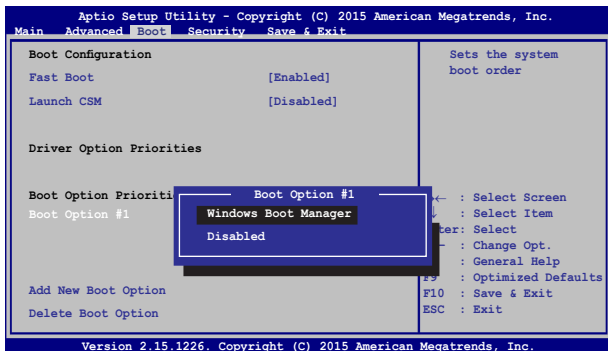 Aptio Setup Utility - Copyright (C) 2015 American Megatrends, Inc.
Main Advanced Boot Security Save & Exit
Boot Configuration
Fast Boot [Enabled]
Launch CSM [Disabled]
Driver Option Priorities
Boot Option Prioriti
Boot Option #1
Add New Boot Option
Delete Boot Option
Boot Option #1
Windows Boot Manager
Disabled
Sets the system
boot order
→← : Select Screen
: Select Item
ter: Select
— : Change Opt.
: General Help
F9 : Optimized Defaults
F10 : Save & Exit
ESC : Exit
Version 2.15.1226. Copyright (C) 2015 American Megatrends, Inc.